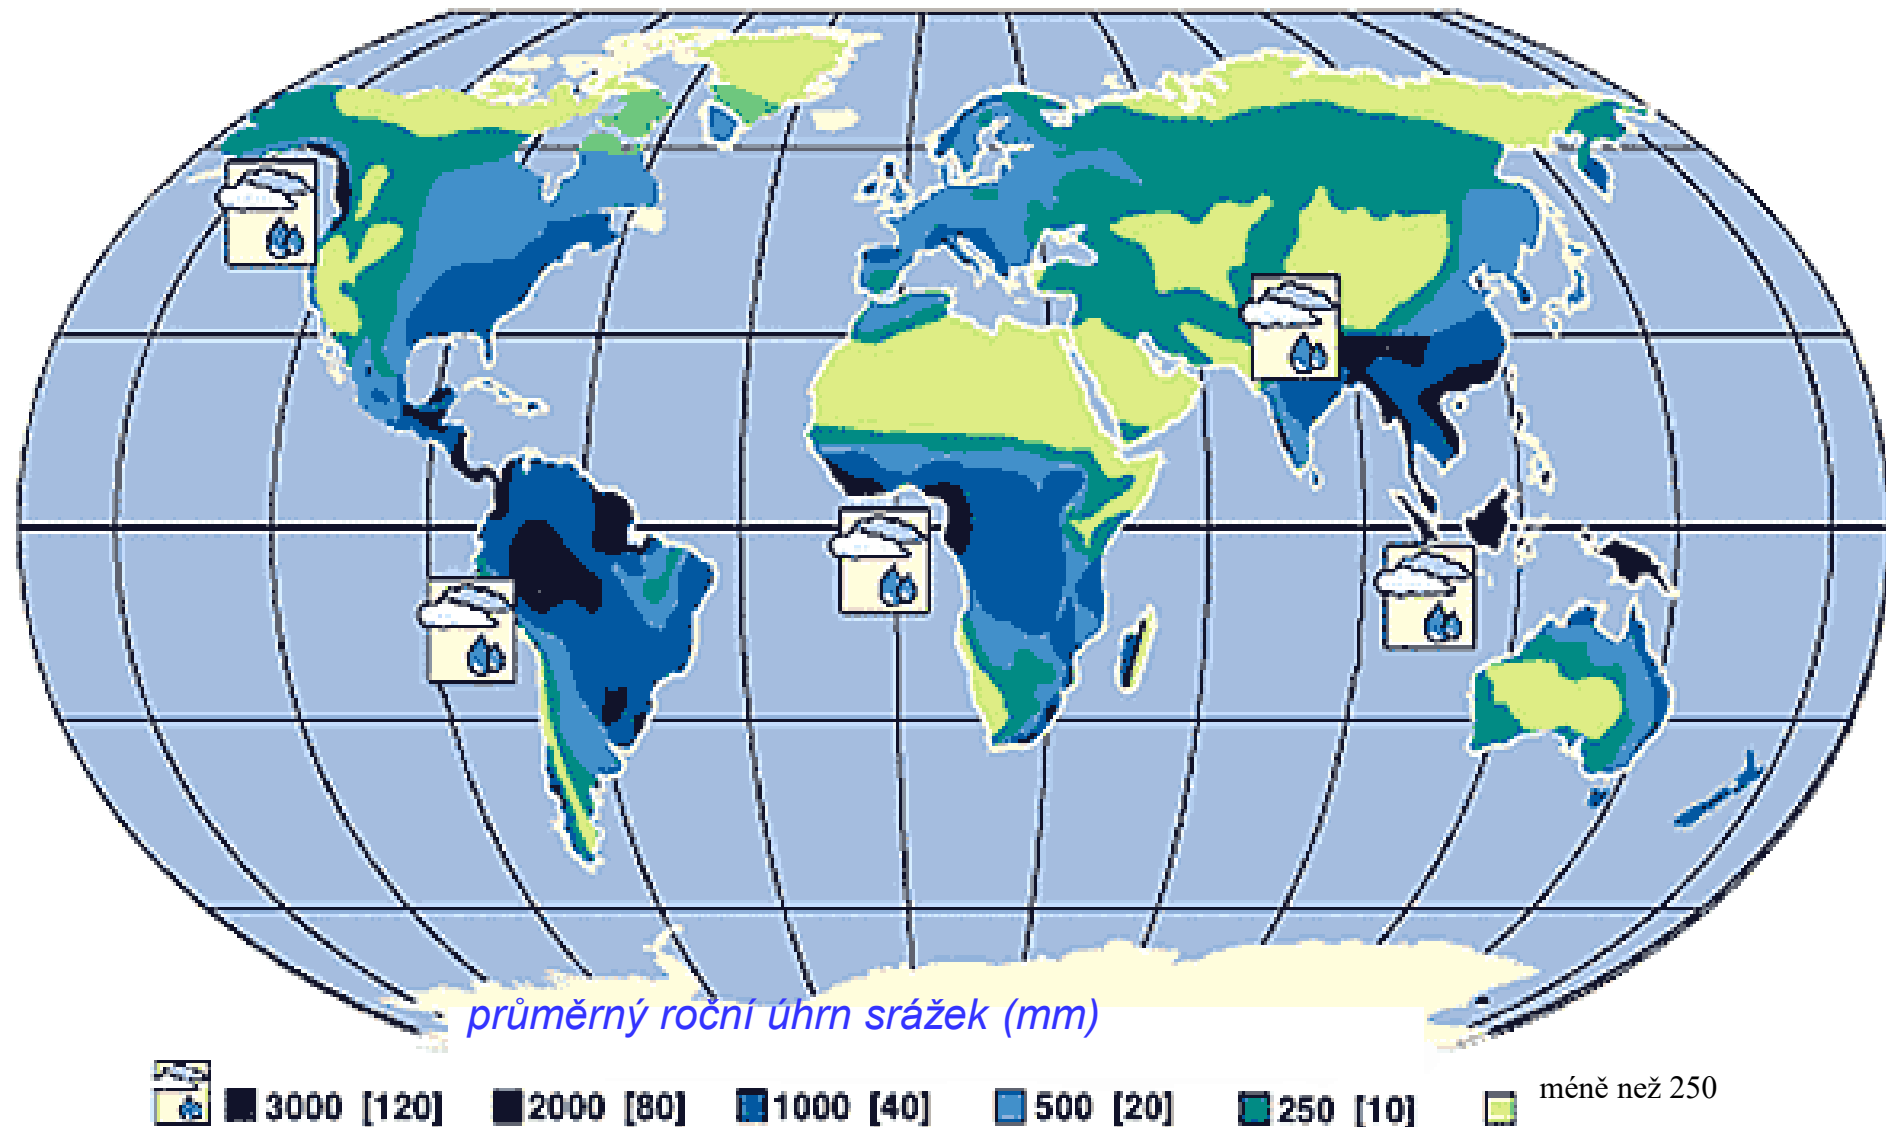 průměrný roční úhrn srážek (mm)
3000 [120] 2000 [80] 1000 [40] 500 [20] 250 [10] méně než 250